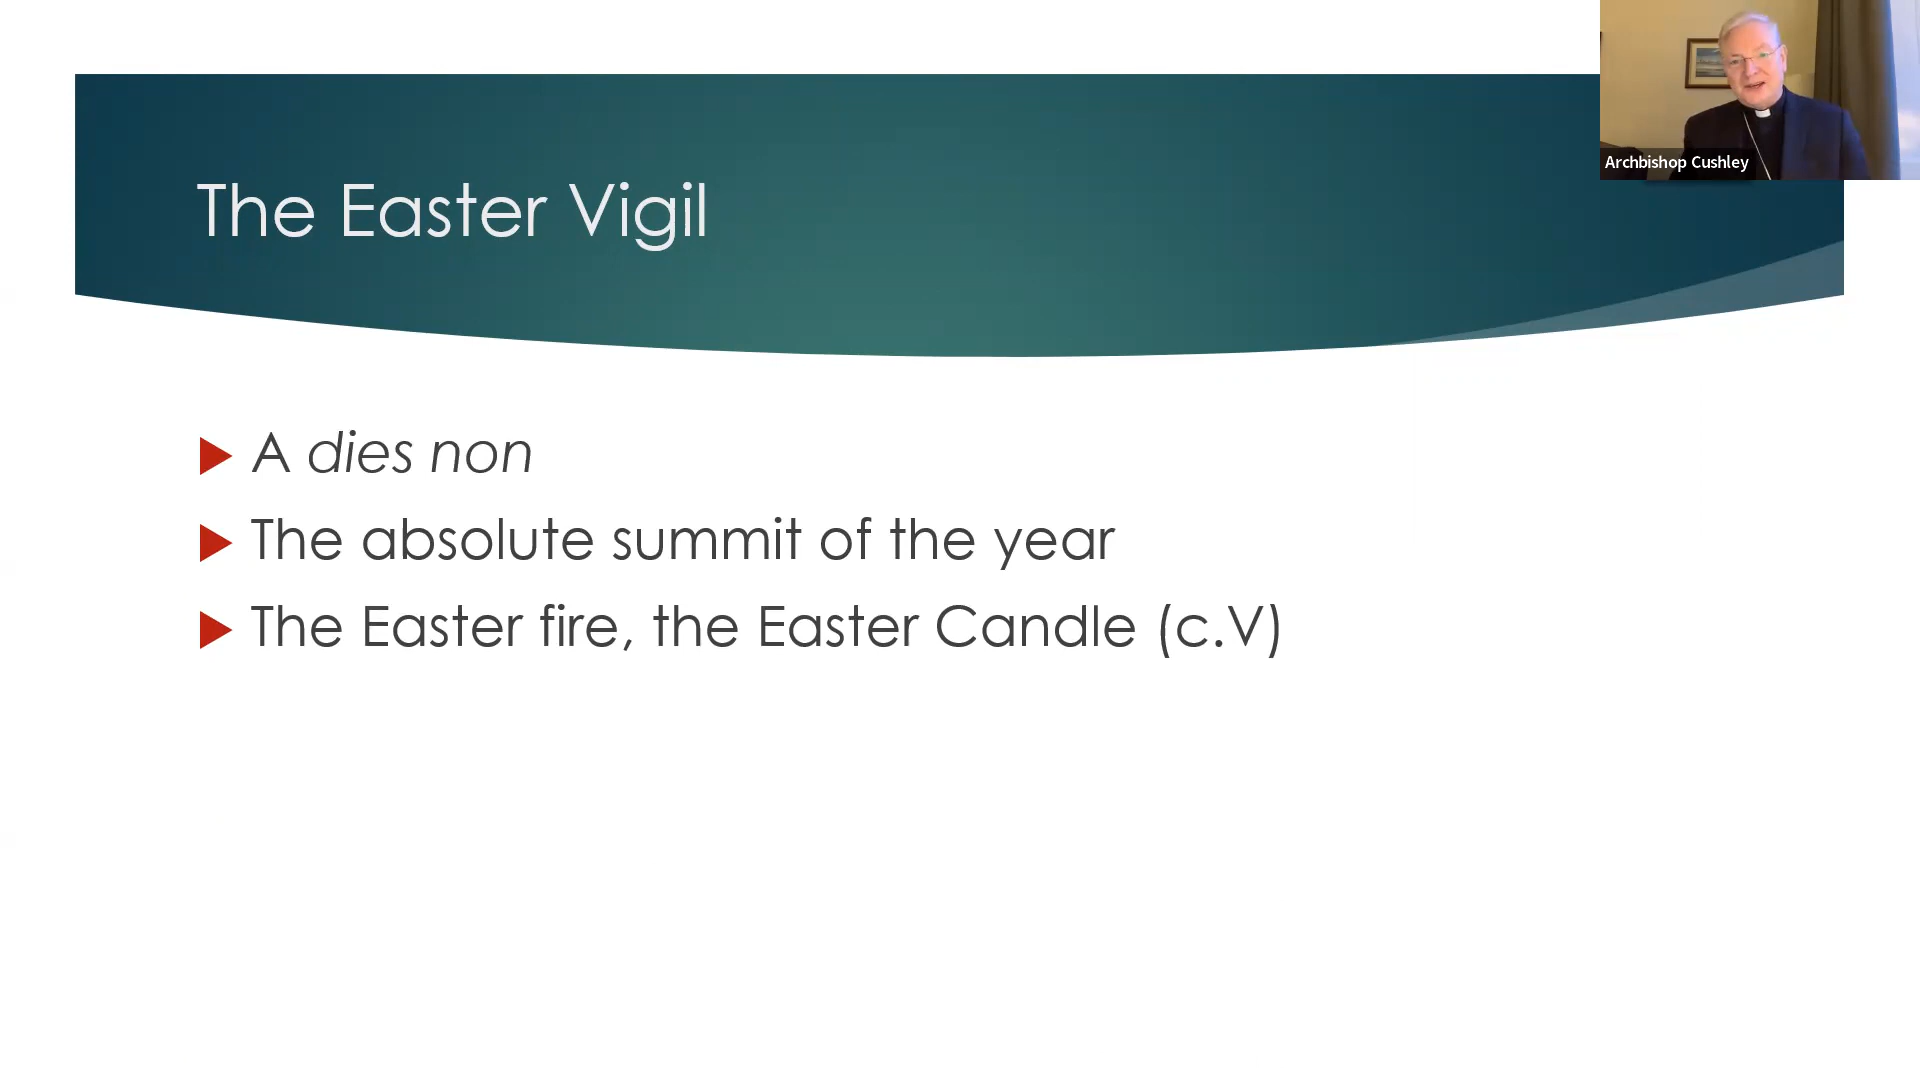 The Easter Vigil
Archbishop Cushley
A dies non
The absolute summit of the year
The Easter fire, the Easter Candle (c.V)